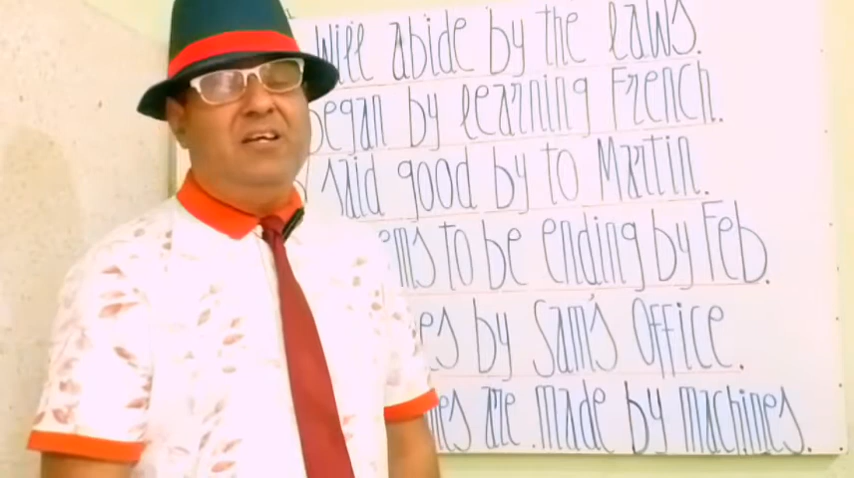 will abide by the laws.
began by learning French.
said good by to Martin.
to be ending by Feb.
by Sam's Office.
are made by machines.